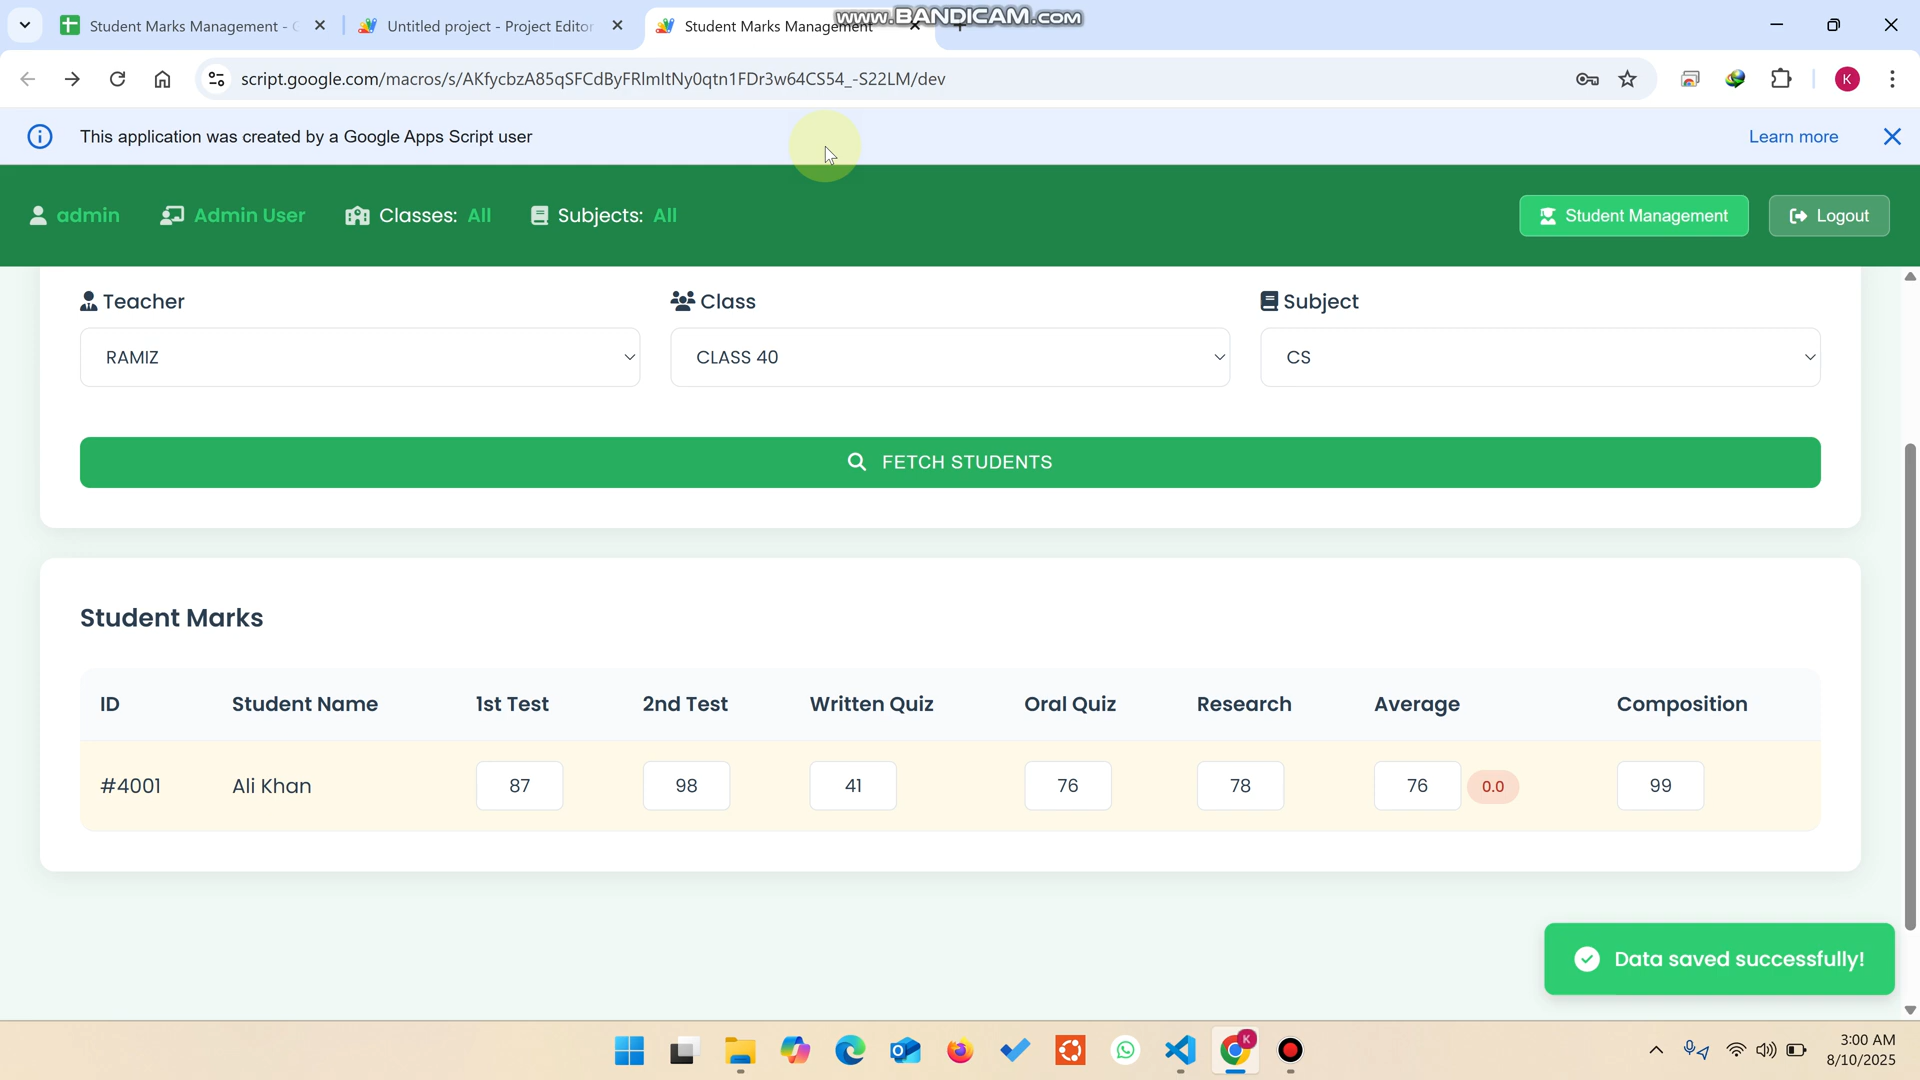 www.BANDICAM.com
Student Marks Management -
Untitled project - Project Editor
Student Marks Management
script.google.com/macros/s/AKfycbzA85qSFCdByFRlmItNy0qtn1FDr3w64CS54_-S22LM/dev
K
This application was created by a Google Apps Script user
Learn more
admin
Admin User
Classes: All
Subjects: All
Student Management
Logout
Teacher
Class
Subject
RAMIZ
CLASS 40
CS
FETCH STUDENTS
Student Marks
ID Student Name 1st Test 2nd Test Written Quiz Oral Quiz Research Average Composition
#4001 Ali Khan 87 98 41 76 78 76 0.0 99
Data saved successfully!
K
3:00 AM
8/10/2025